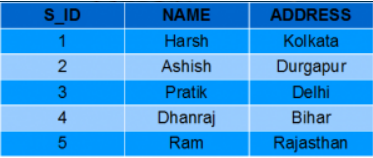 S_ID NAME ADDRESS
1 Harsh Kolkata
2 Ashish Durgapur
3 Pratik Delhi
4 Dhanraj Bihar
5 Ram Rajasthan